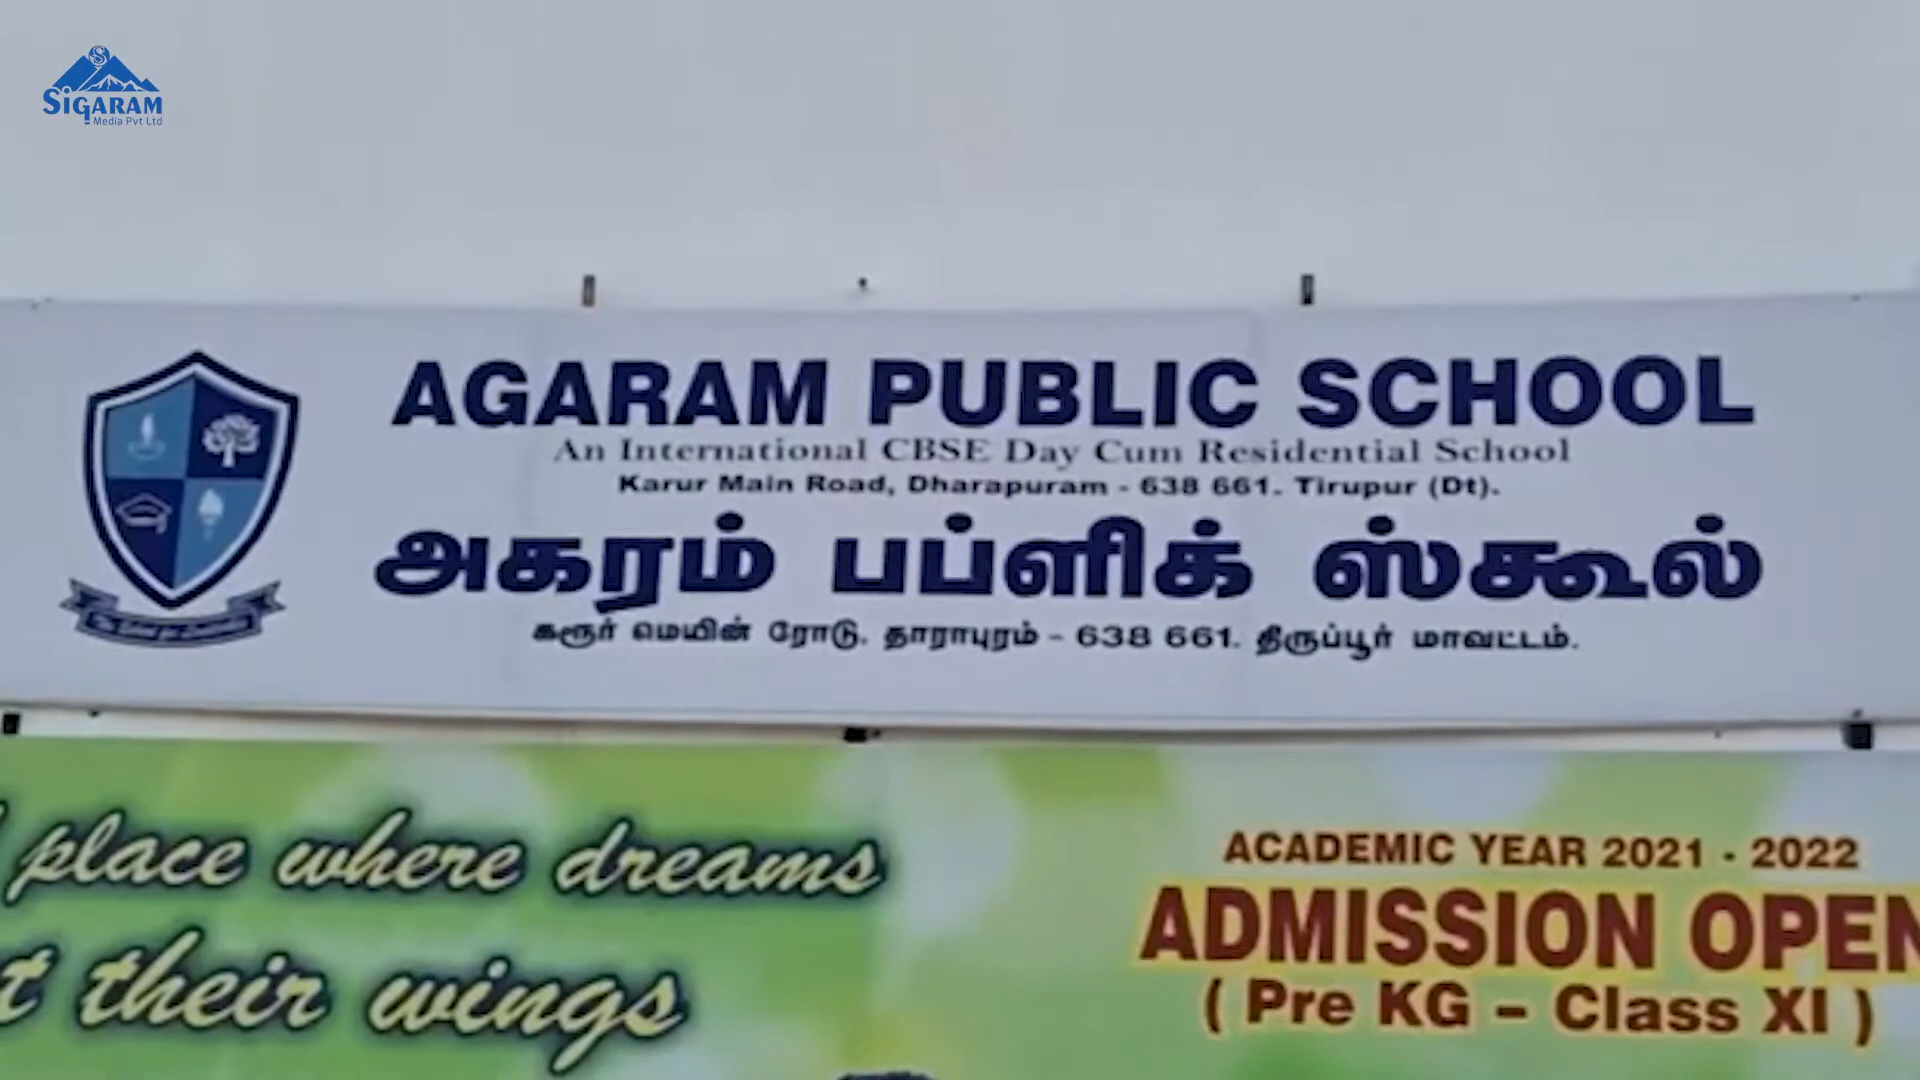 SIGARAM
Media Pvt Ltd
AGARAM PUBLIC SCHOOL
An International CBSE Day Cum Residential School
Karur Main Road, Dharapuram - 638 661. Tirupur (Dt).
அகரம் பப்ளிக் ஸ்கூல்
கரூர் மெயின் ரோடு. தாராபுரம் - 638 661. திருப்பூர் மாவட்டம்.
place where dreams
their wings
ACADEMIC YEAR 2021 - 2022
ADMISSION OPEN
( Pre KG - Class XI )